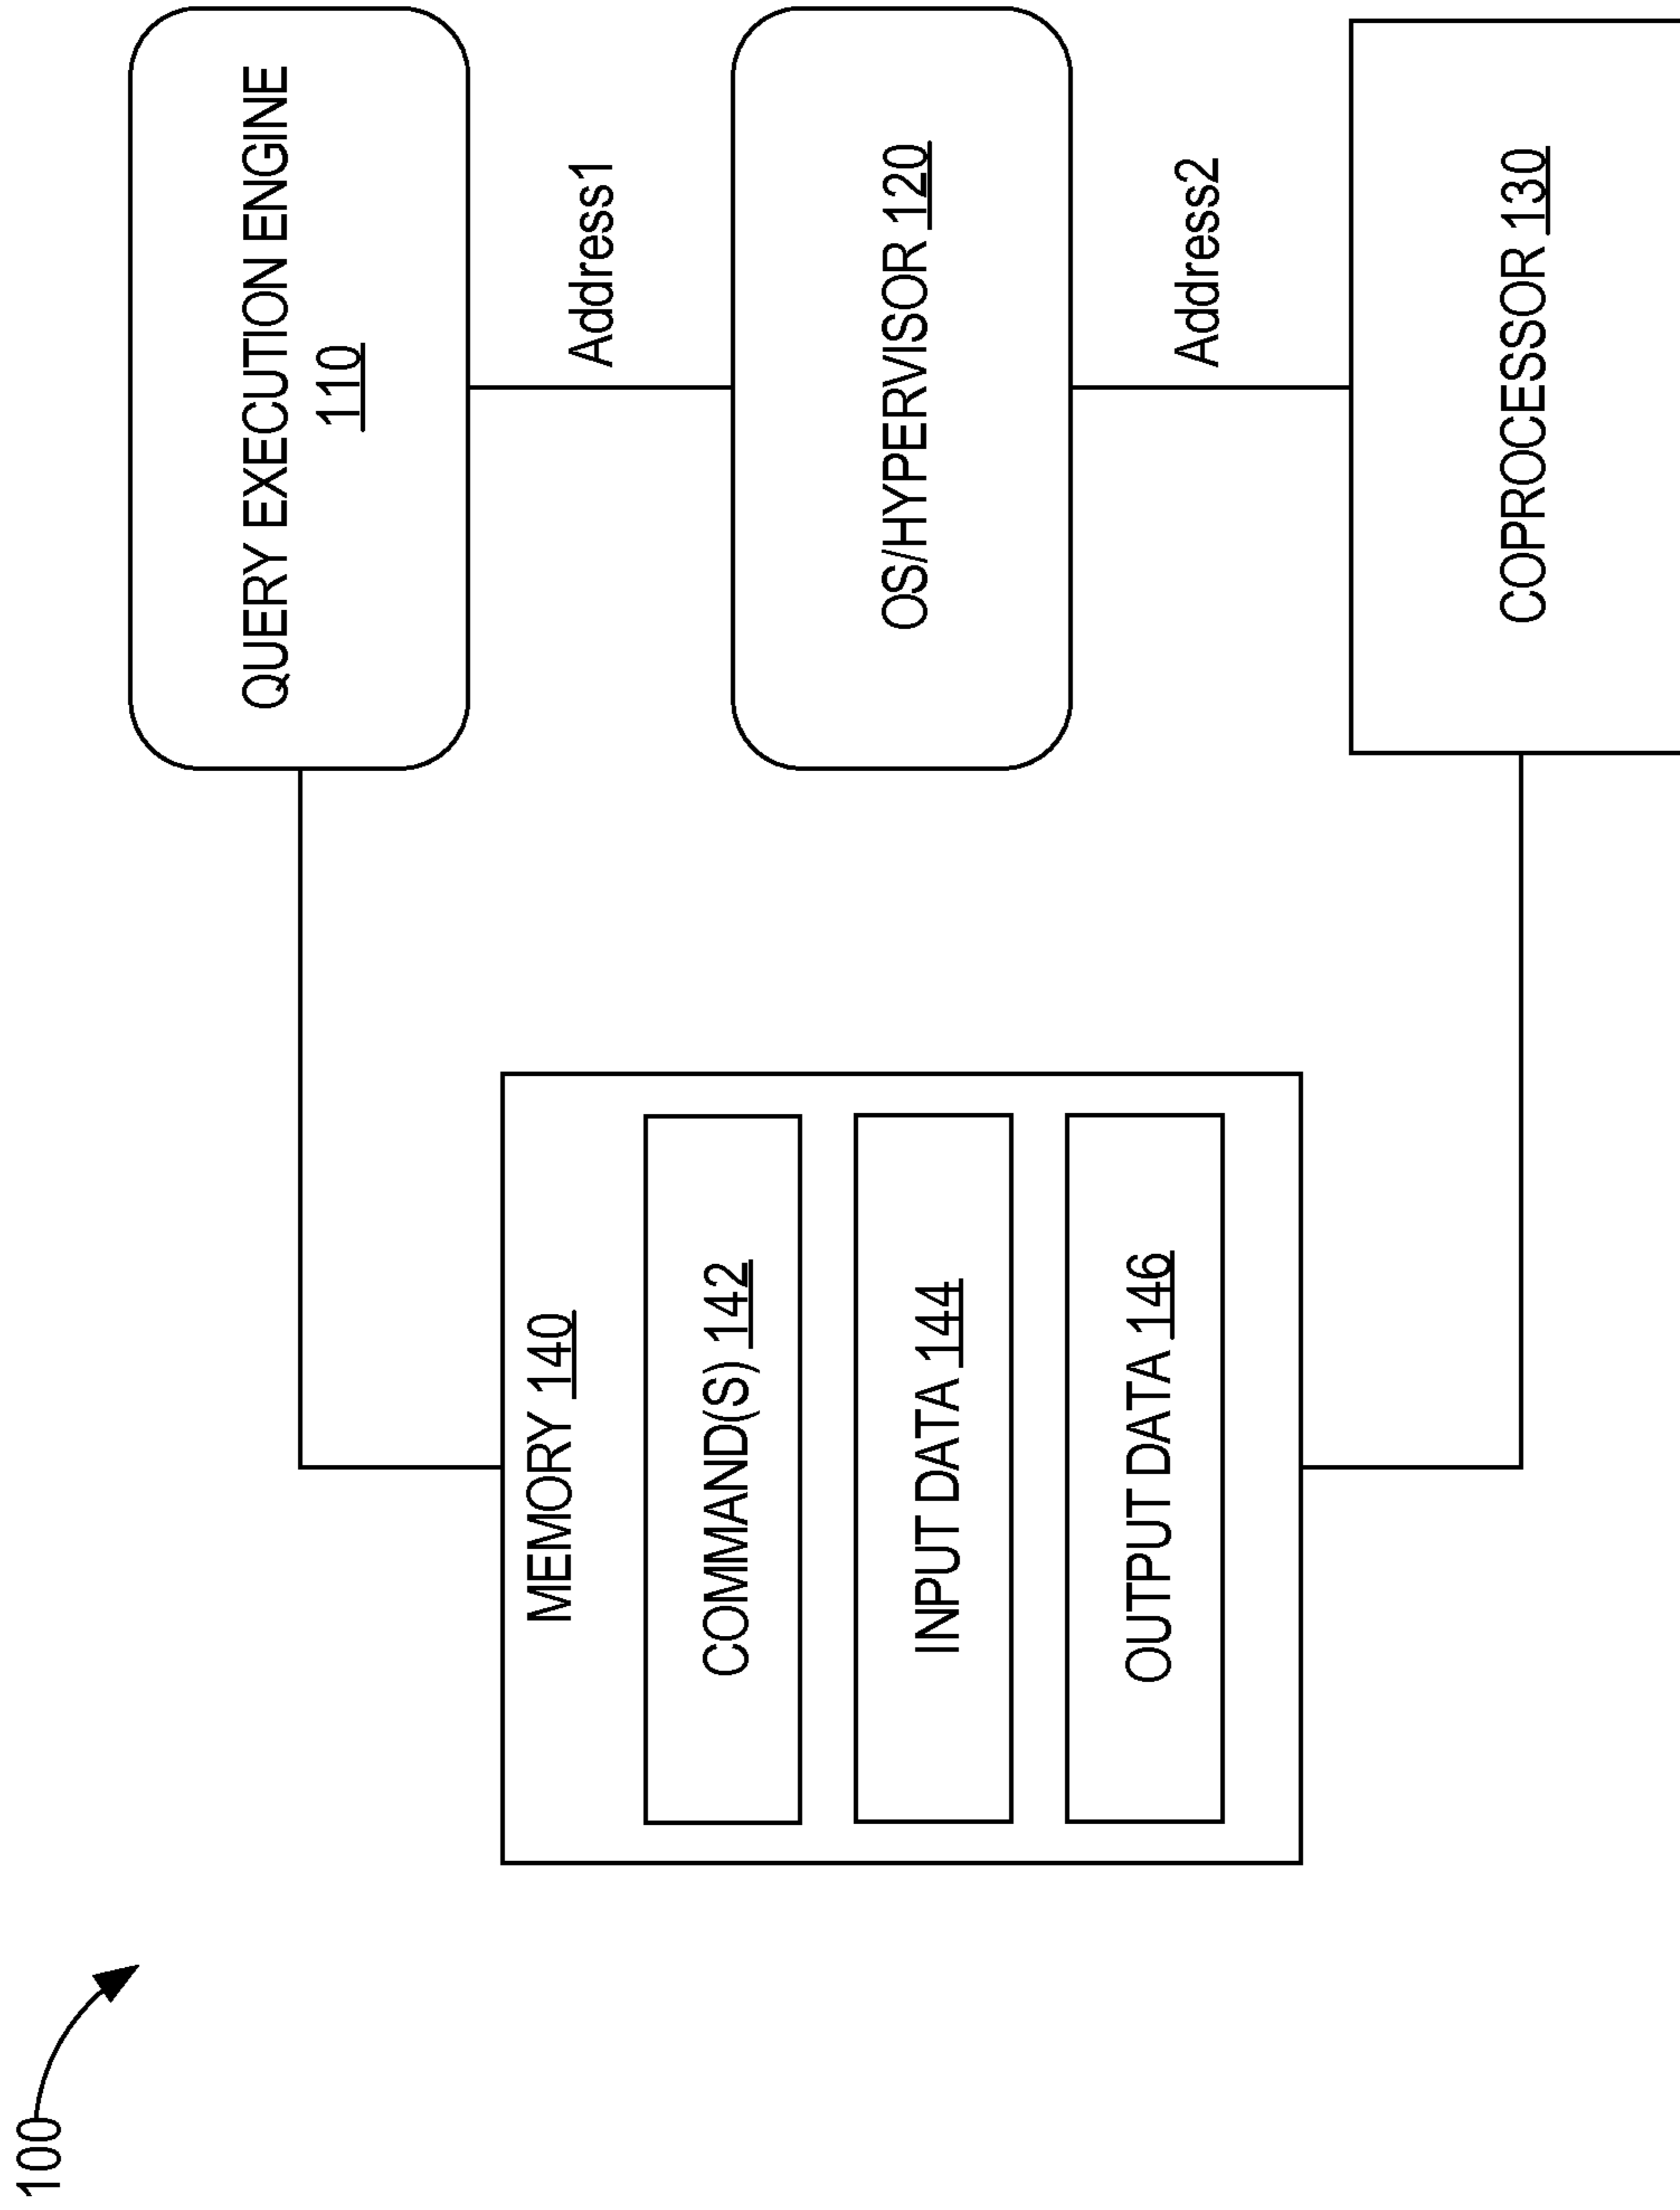 100
QUERY EXECUTION ENGINE
110
Address1
MEMORY 140
COMMAND(S) 142
OS/HYPERVISOR 120
INPUT DATA 144
OUTPUT DATA 146
Address2
COPROCESSOR 130